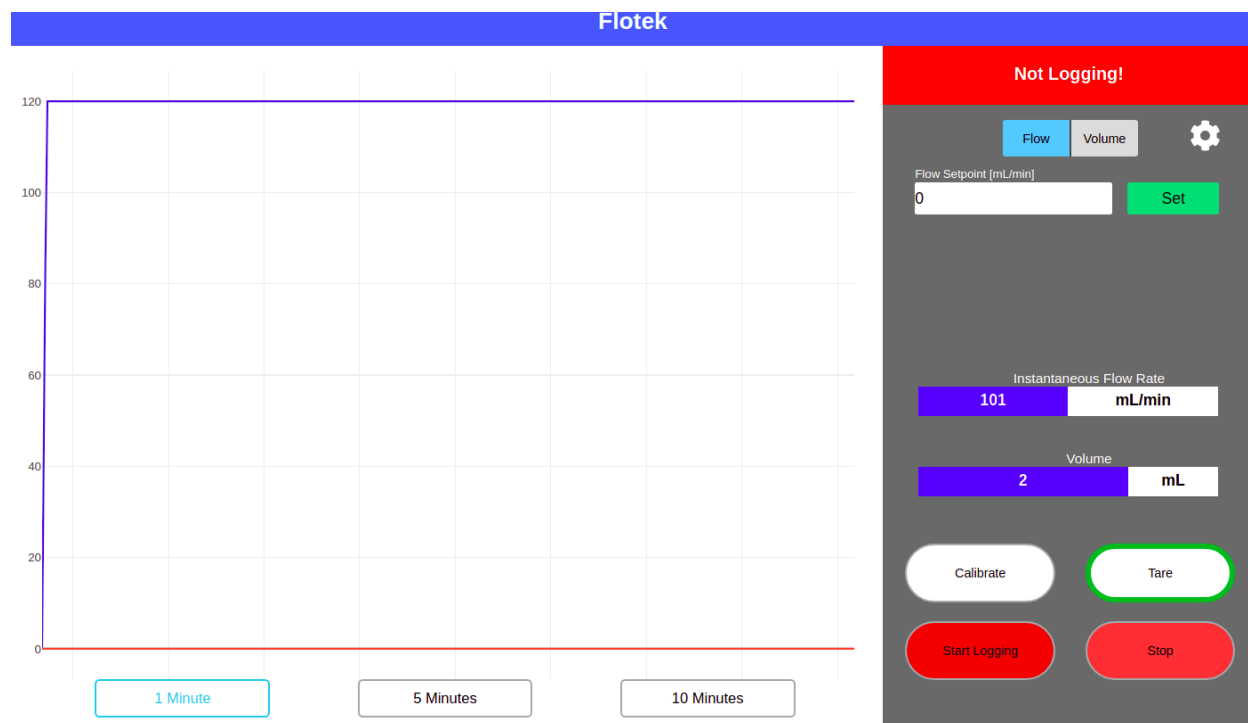 Flotek
Not Logging!
Flow Volume
Flow Setpoint [mL/min]
0 Set
120
100
80
60
40
20
0
Instantaneous Flow Rate
101 mL/min
Volume
2 mL
Calibrate Tare
Start Logging Stop
1 Minute 5 Minutes 10 Minutes